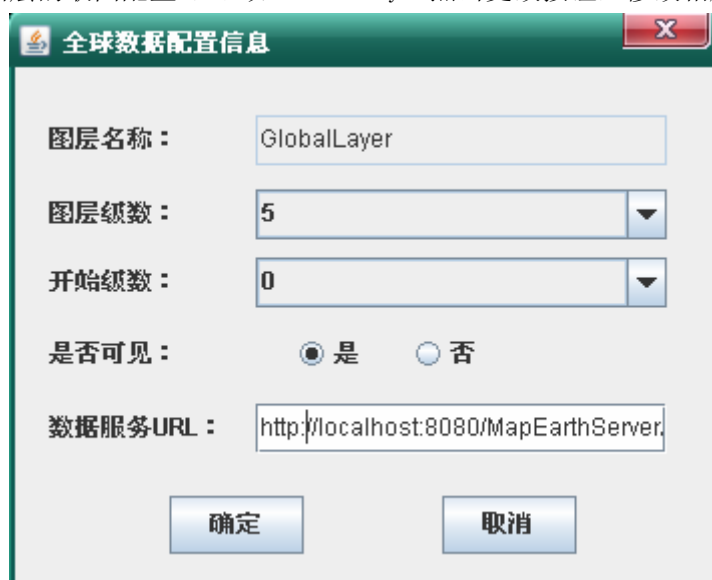 全球数据配置信息
图层名称： GlobalLayer
图层级数： 5
开始级数： 0
是否可见： 是 否
数据服务URL： http://localhost:8080/MapEarthServer.
确定 取消